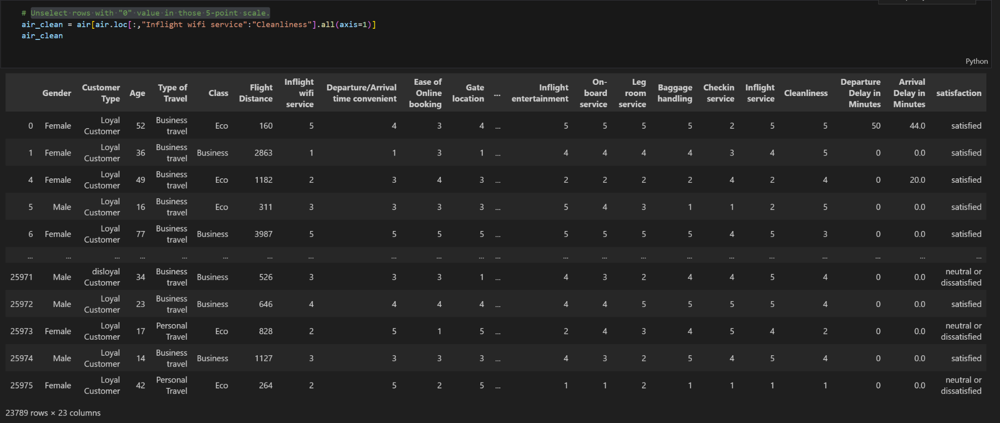 # Unselect rows with "0" value in those 5-point scale.
air_clean = air[air.loc[:,"Inflight wifi service":"Cleanliness"].all(axis=1)]
air_clean
Python
Gender Customer Type Age Type of Travel Class Flight Distance Inflight wifi service Departure/Arrival time convenient Ease of Online booking Gate location ... Inflight entertainment On-board service Leg room service Baggage handling Checkin service Inflight service Cleanliness Departure Delay in Minutes Arrival Delay in Minutes satisfaction
0 Female Loyal Customer 52 Business travel Eco 160 5 4 3 4 ... 5 5 5 5 2 5 5 50 44.0 satisfied
1 Female Loyal Customer 36 Business travel Business 2863 1 1 3 1 ... 4 4 4 4 3 4 5 0 0.0 satisfied
4 Female Loyal Customer 49 Business travel Eco 1182 2 3 4 3 ... 2 2 2 2 4 2 4 0 20.0 satisfied
5 Male Loyal Customer 16 Business travel Eco 311 3 3 3 3 ... 5 4 3 1 1 2 5 0 0.0 satisfied
6 Female Loyal Customer 77 Business travel Business 3987 5 5 5 5 ... 5 5 5 5 4 5 3 0 0.0 satisfied
... ... ... ... ... ... ... ... ... ... ... ... ... ... ... ... ... ... ... ... ... ...
25971 Male disloyal Customer 34 Business travel Business 526 3 3 3 1 ... 4 3 2 4 4 5 4 0 0.0 neutral or dissatisfied
25972 Male Loyal Customer 23 Business travel Business 646 4 4 4 4 ... 4 4 5 5 5 5 4 0 0.0 satisfied
25973 Female Loyal Customer 17 Personal Travel Eco 828 2 5 1 5 ... 2 4 3 4 5 4 2 0 0.0 neutral or dissatisfied
25974 Male Loyal Customer 14 Business travel Business 1127 3 3 3 3 ... 4 3 2 5 4 5 4 0 0.0 satisfied
25975 Female Loyal Customer 42 Personal Travel Eco 264 2 5 2 5 ... 1 1 2 1 1 1 1 0 0.0 neutral or dissatisfied
23789 rows × 23 columns